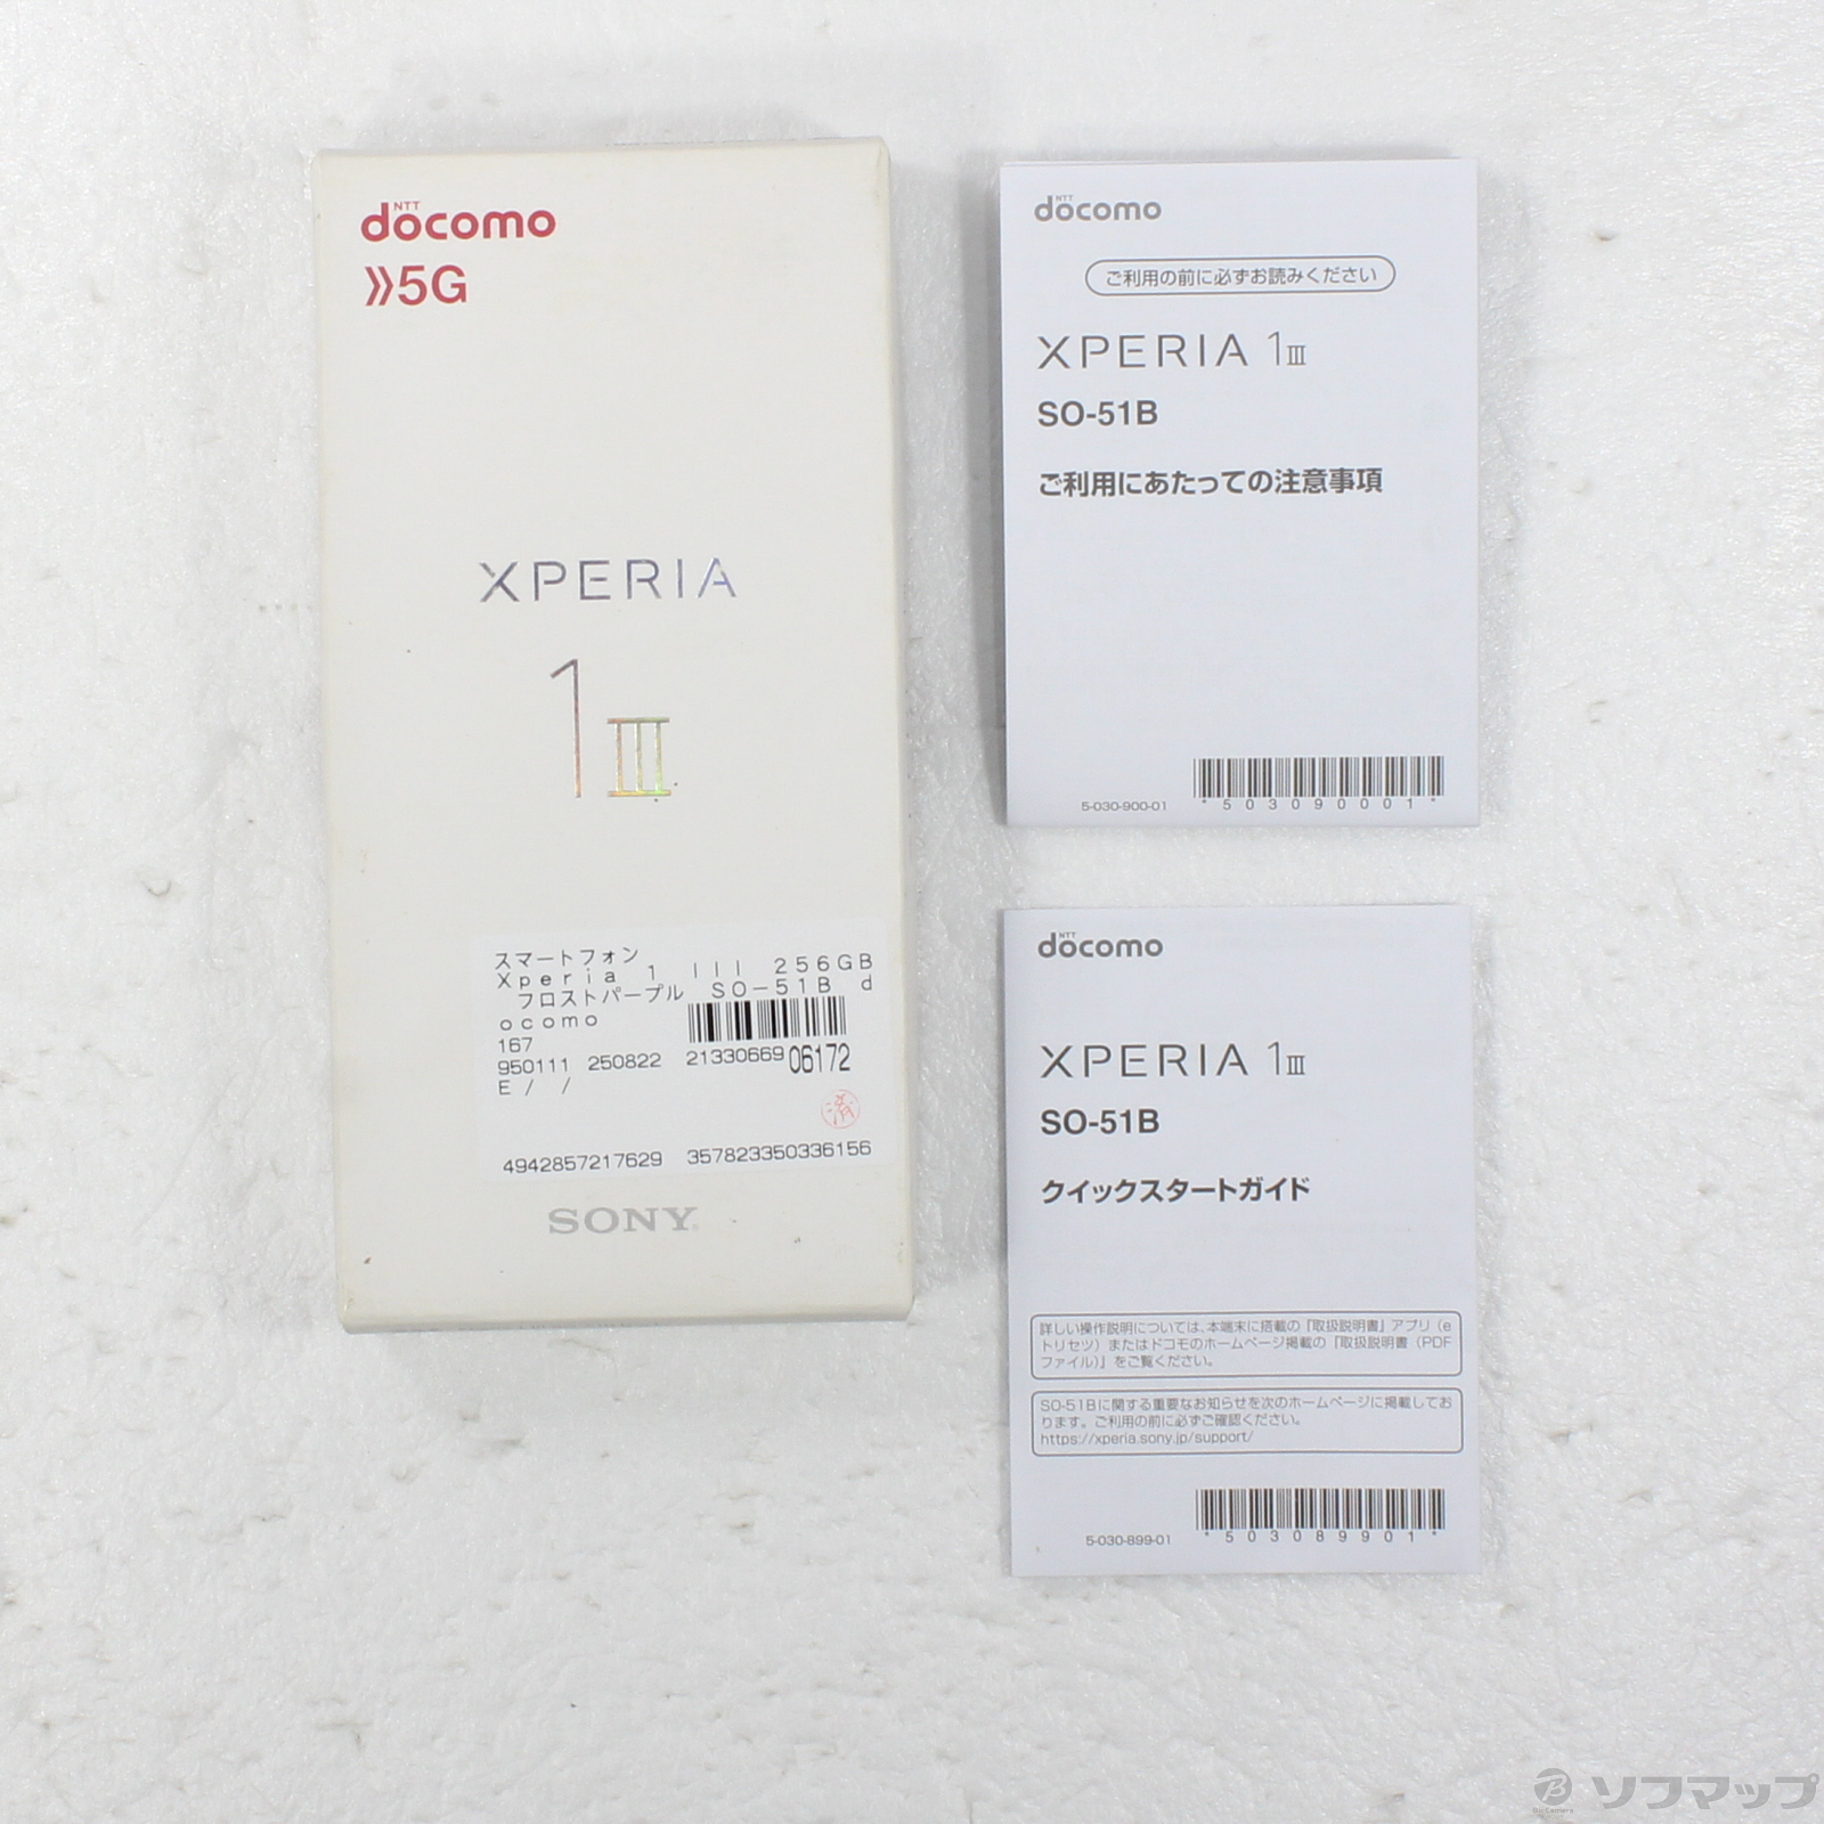 NTT
docomo
5G
XPERIA
1 III
スマートフォン
Xperia 1 III 256GB
フロストパープル SO-51B d
ocomo
167
950111 250822 21330669 06172
E / /
済
4942857217629 357823350336156
SONY
NTT
docomo
ご利用の前に必ずお読みください
XPERIA 1 III
SO-51B
ご利用にあたっての注意事項
5-030-900-01
*503090001*
NTT
docomo
XPERIA 1 III
SO-51B
クイックスタートガイド
詳しい操作説明については、本端末に搭載の『取扱説明書』アプリ（e
トリセツ）またはドコモのホームページ掲載の『取扱説明書（PDF
ファイル）』をご覧ください。
SO-51Bに関する重要なお知らせを次のホームページに掲載してお
ります。ご利用の前に必ずご確認ください。
https://xperia.sony.jp/support/
5-030-899-01
*503089901*
B ソフマップ
BicCamera